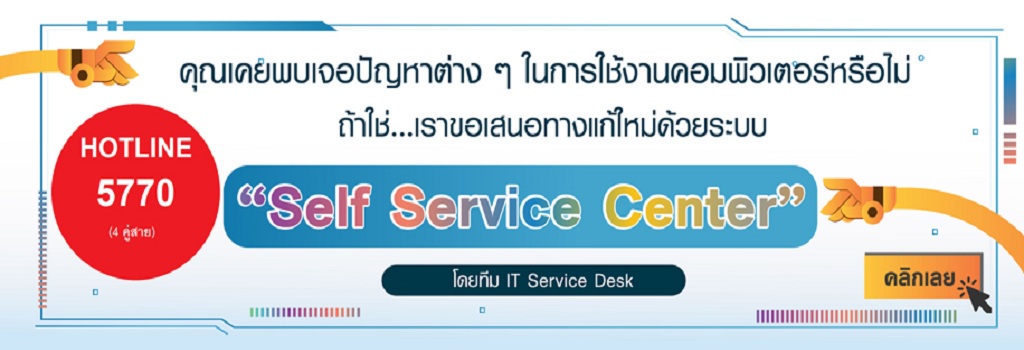 คุณเคยพบเจอปัญหาต่าง ๆ ในการใช้งานคอมพิวเตอร์หรือไม่
ถ้าใช่...เราขอเสนอทางแก้ใหม่ด้วยระบบ
HOTLINE
5770
(4 คู่สาย)
“Self Service Center”
โดยทีม IT Service Desk
คลิกเลย